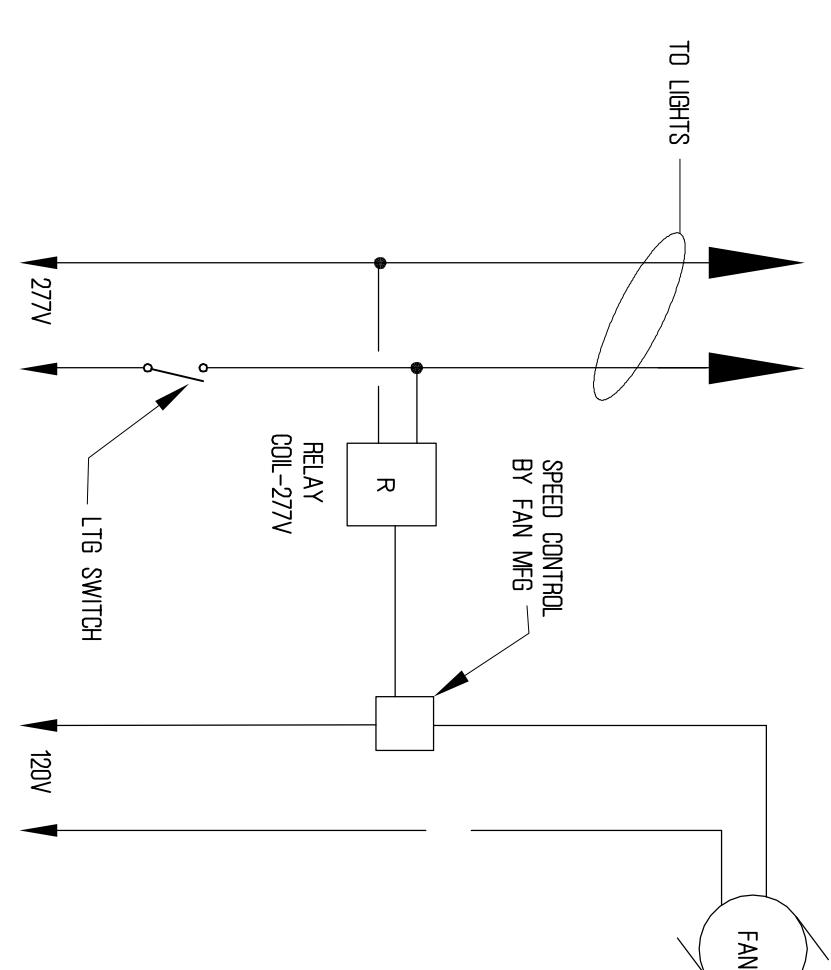 TO LIGHTS
277V
LTG SWITCH
RELAY
COIL-277V
R
SPEED CONTROL
BY FAN MFG
120V
FAN